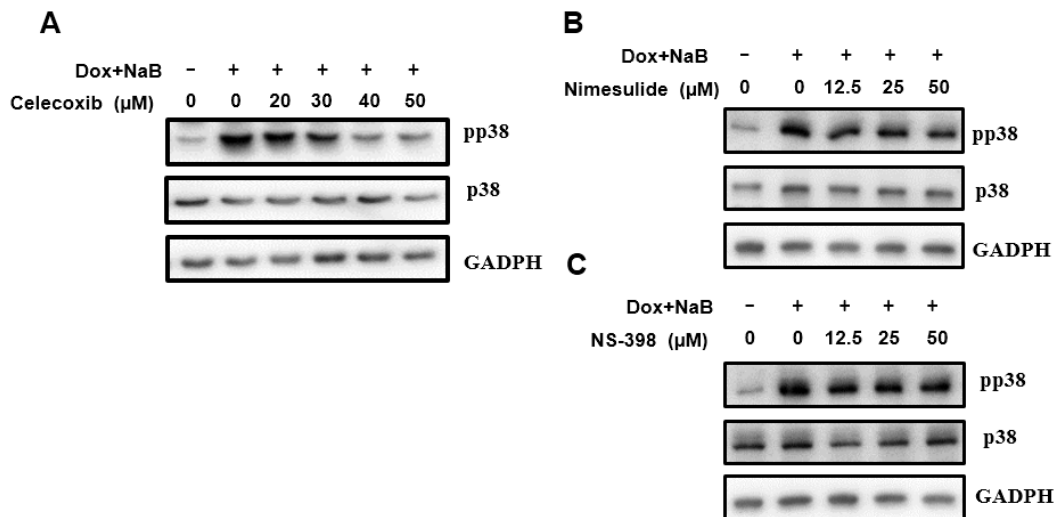 A
Dox+NaB − + + + + +
Celecoxib (μM) 0 0 20 30 40 50
pp38
p38
GADPH
B
Dox+NaB − + + + +
Nimesulide (μM) 0 0 12.5 25 50
pp38
p38
GADPH
C
Dox+NaB − + + + +
NS-398 (μM) 0 0 12.5 25 50
pp38
p38
GADPH